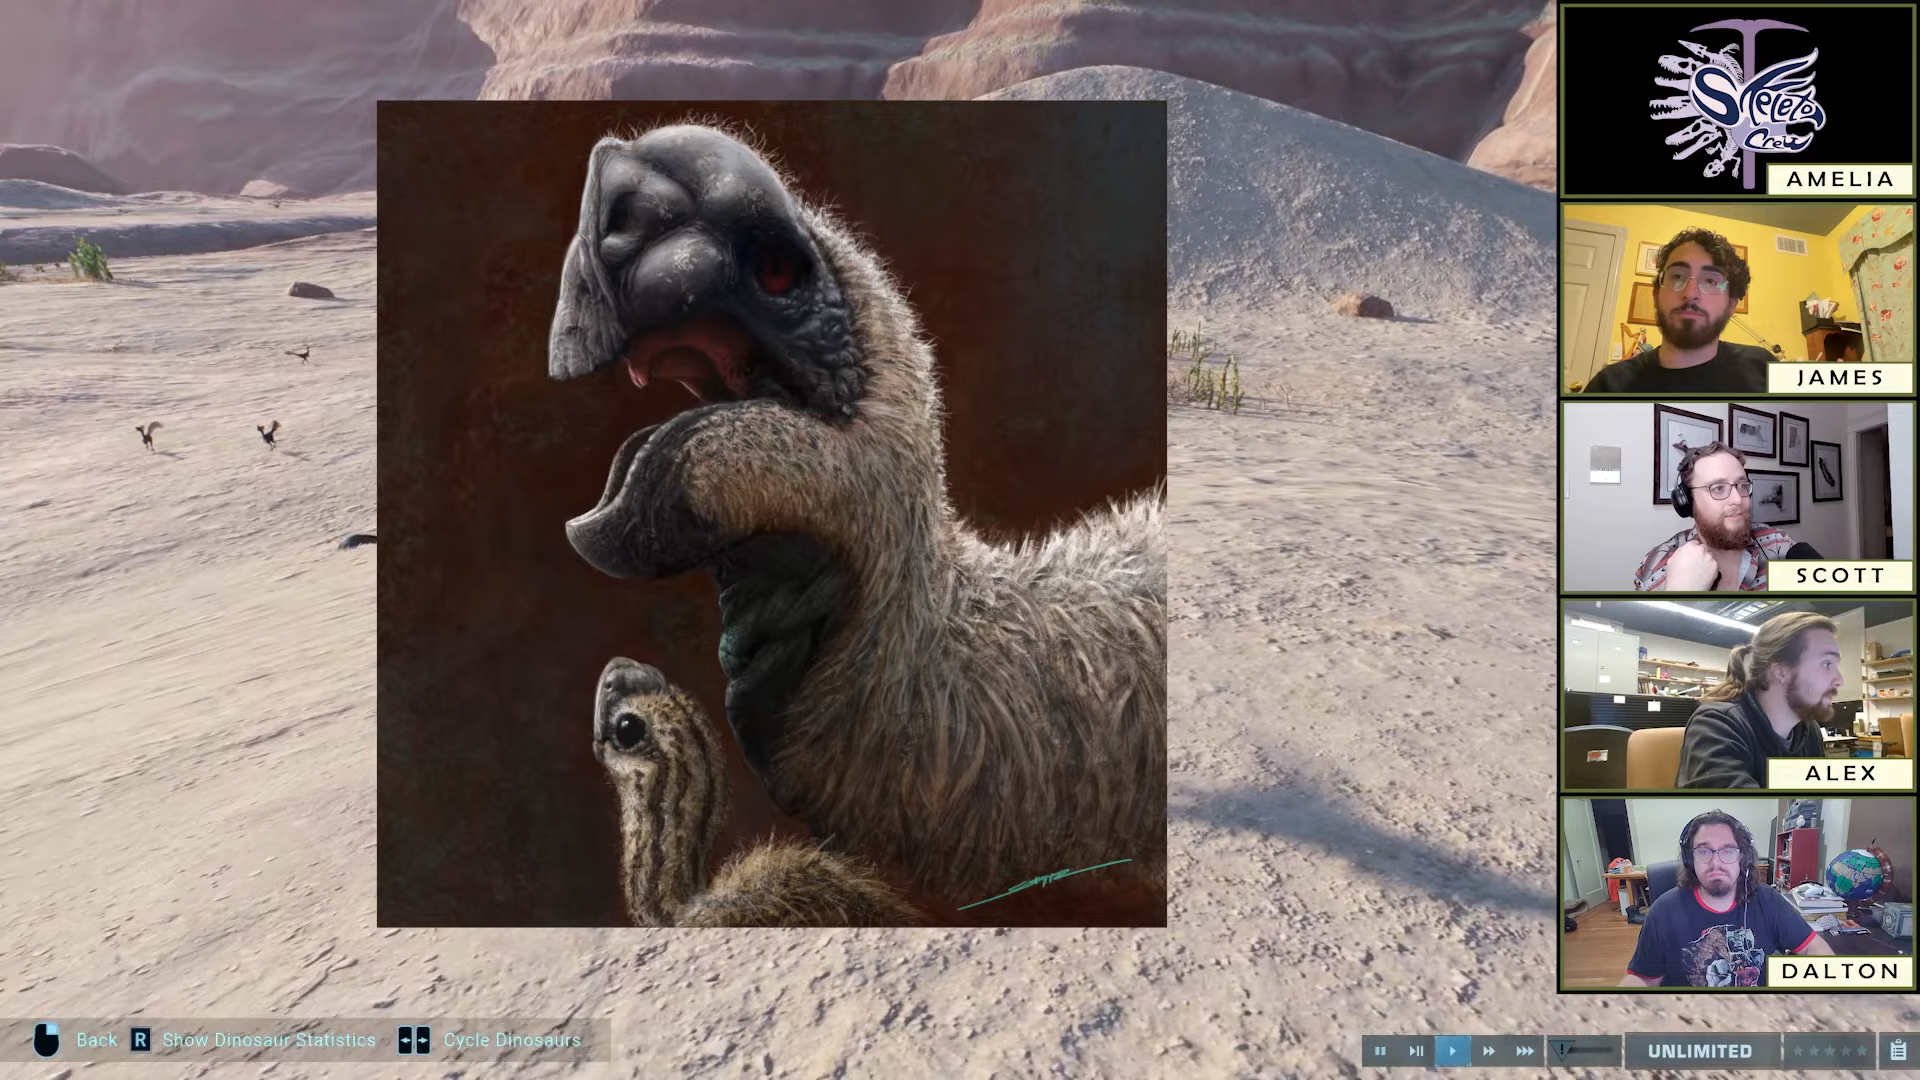 Skeleton
Crew
AMELIA
JAMES
SCOTT
ALEX
DALTON
Back R Show Dinosaur Statistics Cycle Dinosaurs
UNLIMITED